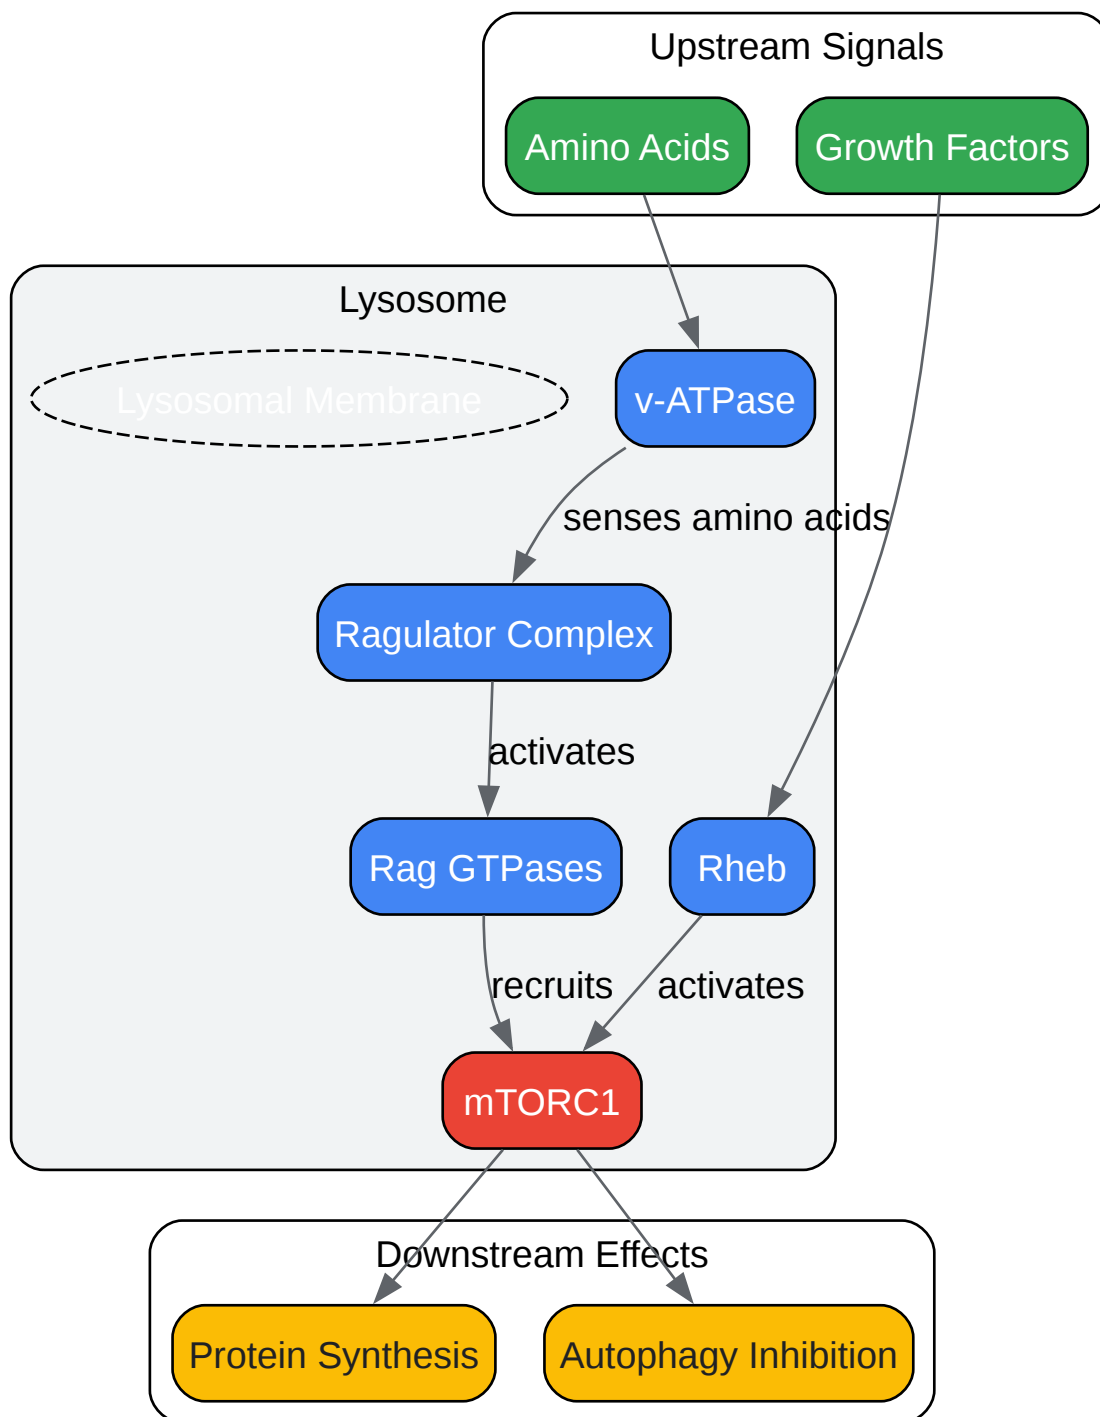 Upstream Signals
Amino Acids
Growth Factors
Lysosome
Lysosomal Membrane
v-ATPase
senses amino acids
Ragulator Complex
activates
Rag GTPases
Rheb
recruits
activates
mTORC1
Downstream Effects
Protein Synthesis
Autophagy Inhibition